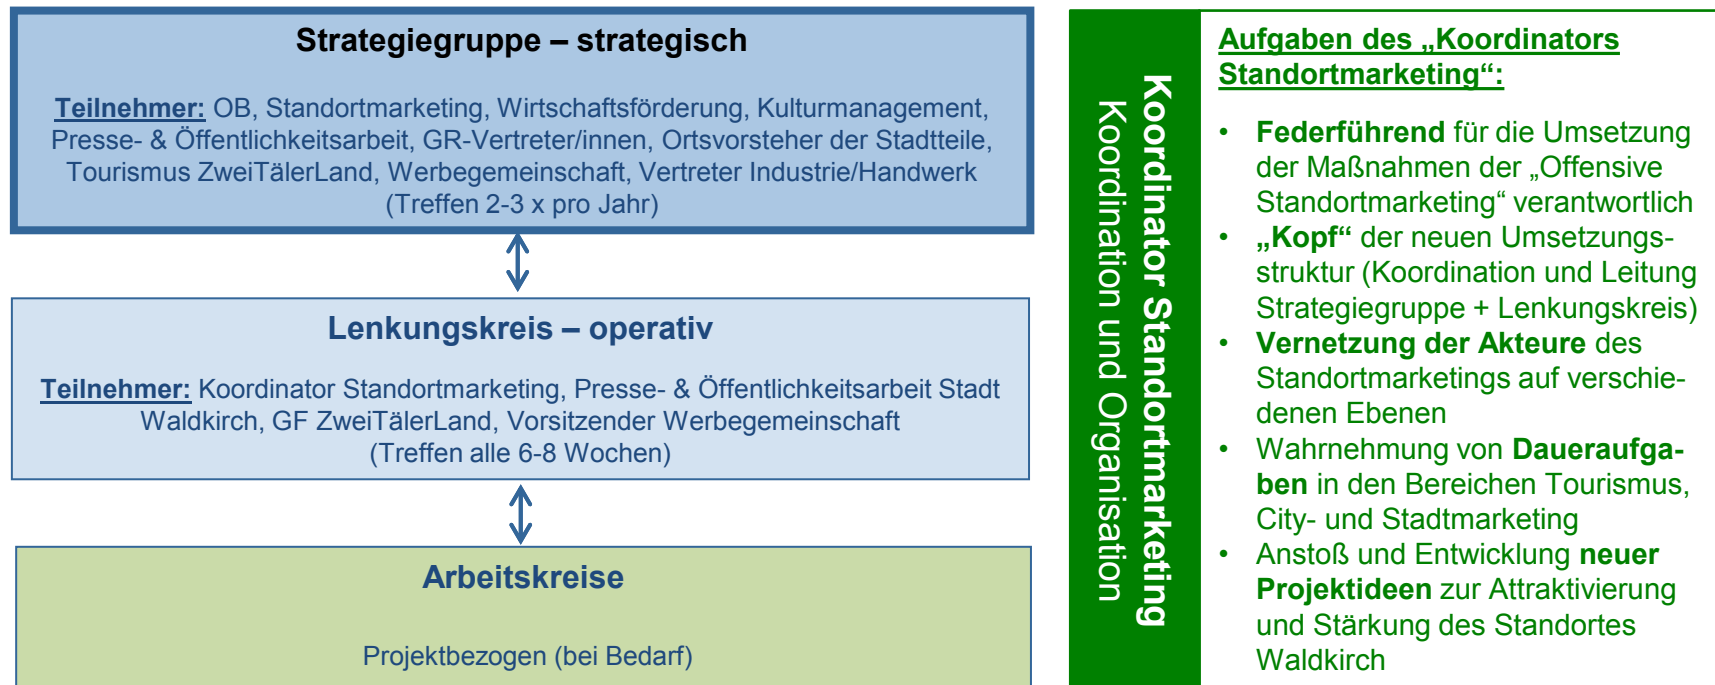 Strategiegruppe – strategisch
Teilnehmer: OB, Standortmarketing, Wirtschaftsförderung, Kulturmanagement,
Presse- & Öffentlichkeitsarbeit, GR-Vertreter/innen, Ortsvorsteher der Stadtteile,
Tourismus ZweiTälerLand, Werbegemeinschaft, Vertreter Industrie/Handwerk
(Treffen 2-3 x pro Jahr)
Lenkungskreis – operativ
Teilnehmer: Koordinator Standortmarketing, Presse- & Öffentlichkeitsarbeit Stadt
Waldkirch, GF ZweiTälerLand, Vorsitzender Werbegemeinschaft
(Treffen alle 6-8 Wochen)
Arbeitskreise
Projektbezogen (bei Bedarf)
Koordinator Standortmarketing
Koordination und Organisation
Aufgaben des „Koordinators
Standortmarketing“:
• Federführend für die Umsetzung
der Maßnahmen der „Offensive
Standortmarketing“ verantwortlich
• „Kopf“ der neuen Umsetzungs-
struktur (Koordination und Leitung
Strategiegruppe + Lenkungskreis)
• Vernetzung der Akteure des
Standortmarketings auf verschie-
denen Ebenen
• Wahrnehmung von Daueraufga-
ben in den Bereichen Tourismus,
City- und Stadtmarketing
• Anstoß und Entwicklung neuer
Projektideen zur Attraktivierung
und Stärkung des Standortes
Waldkirch